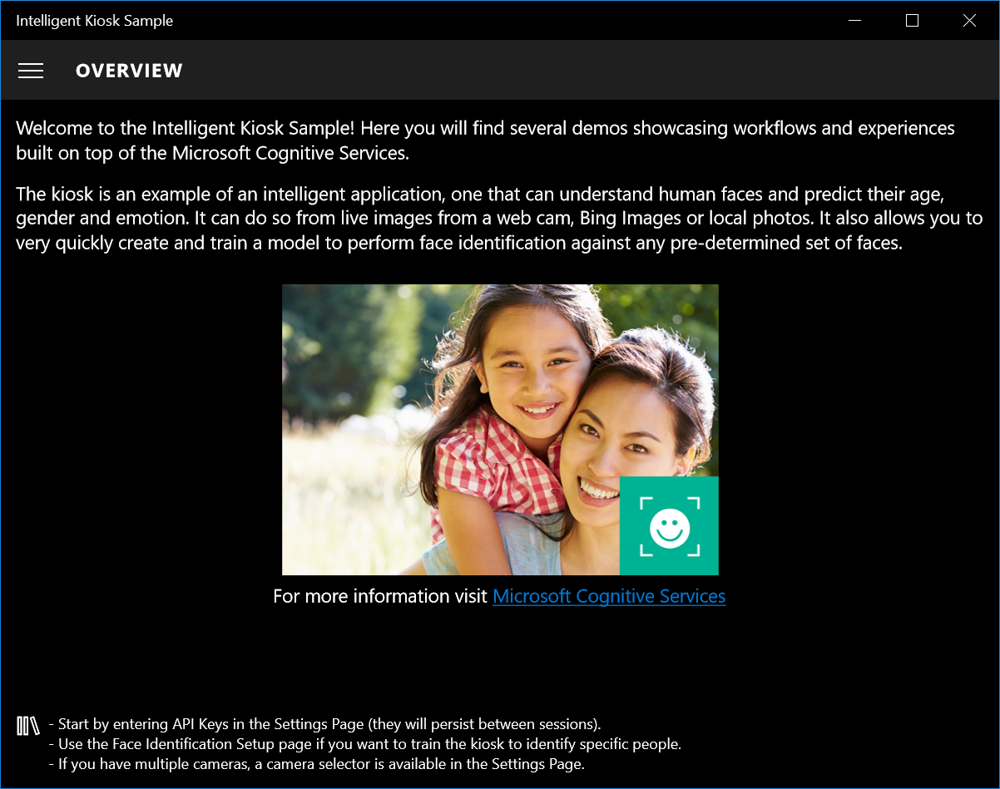 Intelligent Kiosk Sample
OVERVIEW
Welcome to the Intelligent Kiosk Sample! Here you will find several demos showcasing workflows and experiences
built on top of the Microsoft Cognitive Services.
The kiosk is an example of an intelligent application, one that can understand human faces and predict their age,
gender and emotion. It can do so from live images from a web cam, Bing Images or local photos. It also allows you to
very quickly create and train a model to perform face identification against any pre-determined set of faces.
For more information visit Microsoft Cognitive Services
- Start by entering API Keys in the Settings Page (they will persist between sessions).
- Use the Face Identification Setup page if you want to train the kiosk to identify specific people.
- If you have multiple cameras, a camera selector is available in the Settings Page.